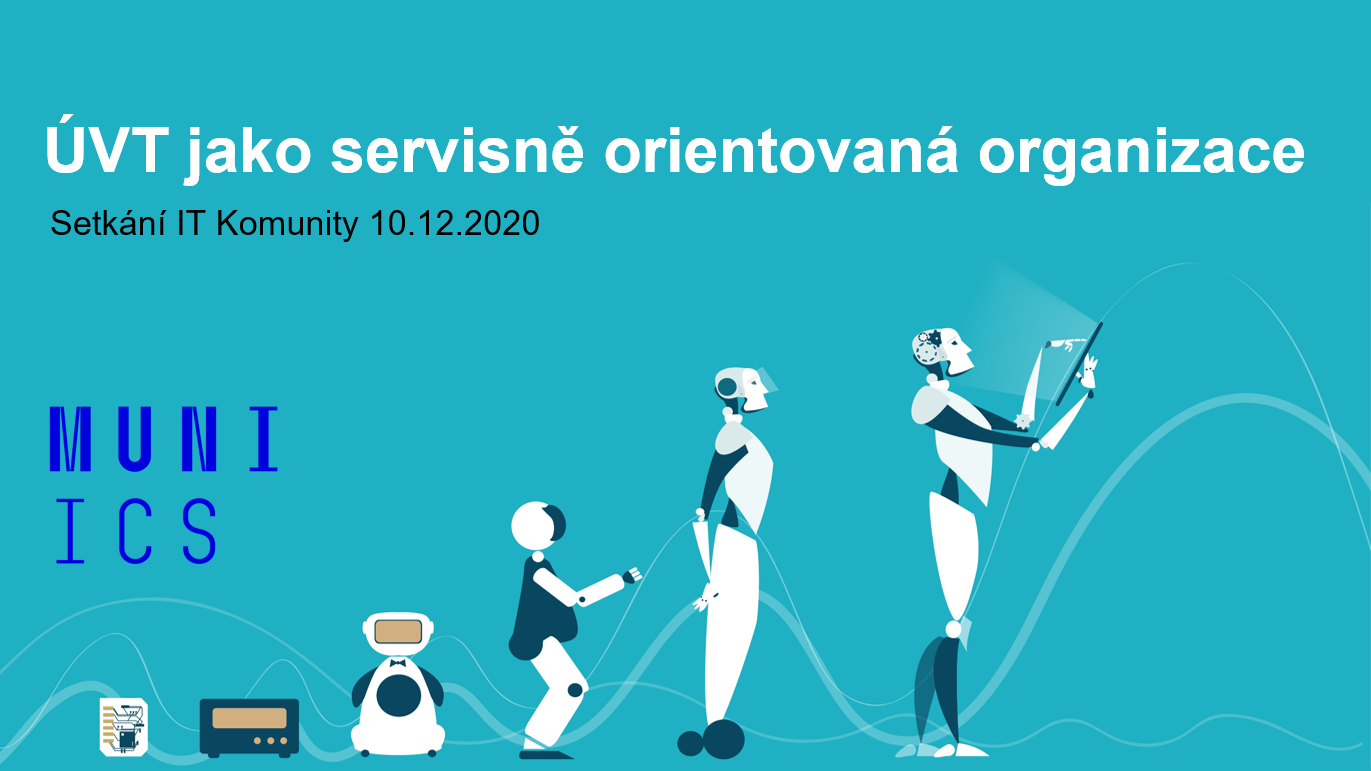 ÚVT jako servisně orientovaná organizace
Setkání IT Komunity 10.12.2020
MUNI
ICS